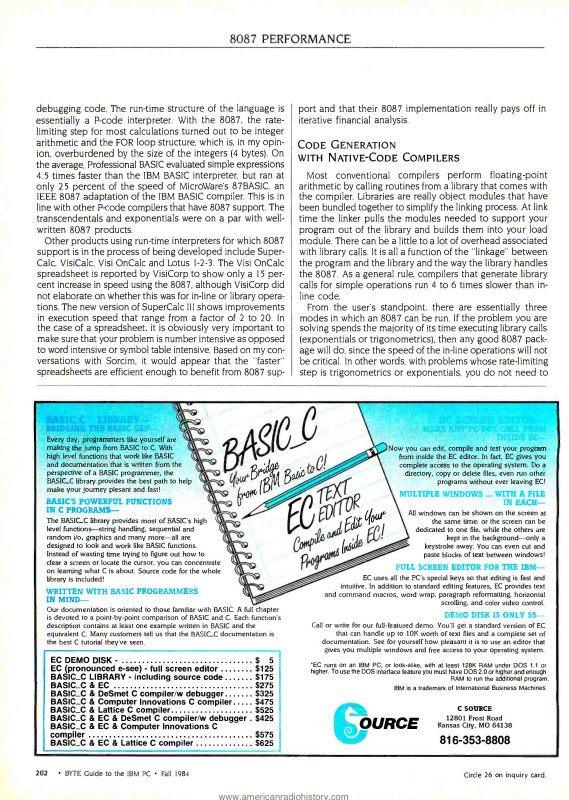 8087 PERFORMANCE
debugging code. The run-time structure of the language is
essentially a P-code interpreter. With the 8087, the rate-
limiting step for most calculations turned out to be integer
arithmetic and the FOR loop structure, which is, in my opin-
ion, overburdened by the size of the integers (4 bytes). On
the average, Professional BASIC evaluated simple expressions
4.5 times faster than the IBM BASIC interpreter, but ran at
only 25 percent of the speed of MicroWare's 87BASIC, an
IEEE 8087 adaptation of the IBM BASIC compiler. This is in
line with other P-code compilers that have 8087 support. The
transcendentals and exponentials were on a par with well-
written 8087 products.
Other products using run-time interpreters for which 8087
support is in the process of being developed include Super-
Calc, VisiCalc, Visi OnCalc and Lotus 1-2-3. The Visi OnCalc
spreadsheet is reported by VisiCorp to show only a 15 per-
cent increase in speed using the 8087, although VisiCorp did
not elaborate on whether this was for in-line or library opera-
tions. The new version of SuperCalc III shows improvements
in execution speed that range from a factor of 2 to 20. In
the case of a spreadsheet, it is obviously very important to
make sure that your problem is number intensive as opposed
to word intensive or symbol table intensive. Based on my con-
versations with Sorcim, it would appear that the "faster"
spreadsheets are efficient enough to benefit from 8087 sup-
port and that their 8087 implementation really pays off in
iterative financial analysis.
CODE GENERATION
WITH NATIVE-CODE COMPILERS
Most conventional compilers perform floating-point
arithmetic by calling routines from a library that comes with
the compiler. Libraries are really object modules that have
been bundled together to simplify the linking process. At link
time the linker pulls the modules needed to support your
program out of the library and builds them into your load
module. There can be a little to a lot of overhead associated
with library calls. It is all a function of the "linkage" between
the program and the library and the way the library handles
the 8087. As a general rule, compilers that generate library
calls for simple operations run 4 to 6 times slower than in-
line code.
From the user's standpoint, there are essentially three
modes in which an 8087 can be run. If the problem you are
solving spends the majority of its time executing library calls
(exponentials or trigonometrics), then any good 8087 pack-
age will do, since the speed of the in-line operations will not
be critical. In other words, with problems whose rate-limiting
step is trigonometrics or exponentials, you do not need to
BASIC_C LIBRARY—
BRIDGING THE BASIC GAP—
Every day, programmers like yourself are
making the jump from BASIC to C. With
high level functions that work like BASIC
and documentation that is written from the
perspective of a BASIC programmer, the
BASIC_C library provides the best path to help
make your journey plesant and fast!
BASIC'S POWERFUL FUNCTIONS
IN C PROGRAMS—
The BASIC_C library provides most of BASIC's high
level functions—string handling, sequential and
random i/o, graphics and many more—all are
designed to look and work like BASIC functions.
Instead of wasting time trying to figure out how to
clear a screen or locate the cursor, you can concentrate
on learning what C is about. Source code for the whole
library is included!
WRITTEN WITH BASIC PROGRAMMERS
IN MIND—
Our documentation is oriented to those familiar with BASIC. A full chapter
is devoted to a point-by-point comparison of BASIC and C. Each function's
description contains at least one example written in BASIC and the
equivalent C. Many customers tell us that the BASIC_C documentation is
the best C tutorial they've seen.
BASIC_C
Your Bridge
from IBM Basic to C!
EC TEXT
EDITOR
Compile and Edit Your
Programs Inside EC!
EC SCREEN EDITOR—
MAKE ANY PC-DOS CALL FROM
INSIDE EC—
Now you can edit, compile and test your program
from inside the EC editor. In fact, EC gives you
complete access to the operating system. Do a
directory, copy or delete files, even run other
programs without ever leaving EC!
MULTIPLE WINDOWS ... WITH A FILE
IN EACH—
All windows can be shown on the screen at
the same time, or the screen can be
dedicated to one file, while the others are
kept in the background—only a
keystroke away. You can even cut and
paste blocks of text between windows!
FULL SCREEN EDITOR FOR THE IBM—
EC uses all the PC's special keys so that editing is fast and
intuitive. In addition to standard editing features, EC provides text
and command macros, word wrap, paragraph reformatting, horizontal
scrolling, and color video control.
DEMO DISK IS ONLY $5—
Call or write for our full-featured demo. You'll get a standard version of EC
that can handle up to 10K worth of text files and a complete set of
documentation. See for yourself how pleasant it is to use an editor that
gives you multiple windows and free access to your operating system.
*EC runs on an IBM PC, or look-alike, with at least 128K RAM under DOS 1.1 or
higher. To use the DOS interface feature you must have DOS 2.0 or higher and enough
RAM to run the additional program.
IBM is a trademark of International Business Machines
EC DEMO DISK - . . . . . . . . . . . . . . . . . . . . . . . . . . . . . . $ 5
EC (pronounced e-see) - full screen editor . . . . . . . . $125
BASIC_C LIBRARY - including source code . . . . . . $175
BASIC_C & EC . . . . . . . . . . . . . . . . . . . . . . . . . . . . . . $275
BASIC_C & DeSmet C compiler/w debugger . . . . . . $325
BASIC_C & Computer Innovations C compiler . . . . . $475
BASIC_C & Lattice C compiler . . . . . . . . . . . . . . . . . . $525
BASIC_C & EC & DeSmet C compiler/w debugger . $425
BASIC_C & EC & Computer Innovations C
compiler . . . . . . . . . . . . . . . . . . . . . . . . . . . . . . . . . . . $575
BASIC_C & EC & Lattice C compiler . . . . . . . . . . . . . $625
C SOURCE
C SOURCE
12801 Frost Road
Kansas City, MO 64138
816-353-8808
202 • BYTE Guide to the IBM PC • Fall 1984
Circle 26 on inquiry card.
www.americanradiohistory.com